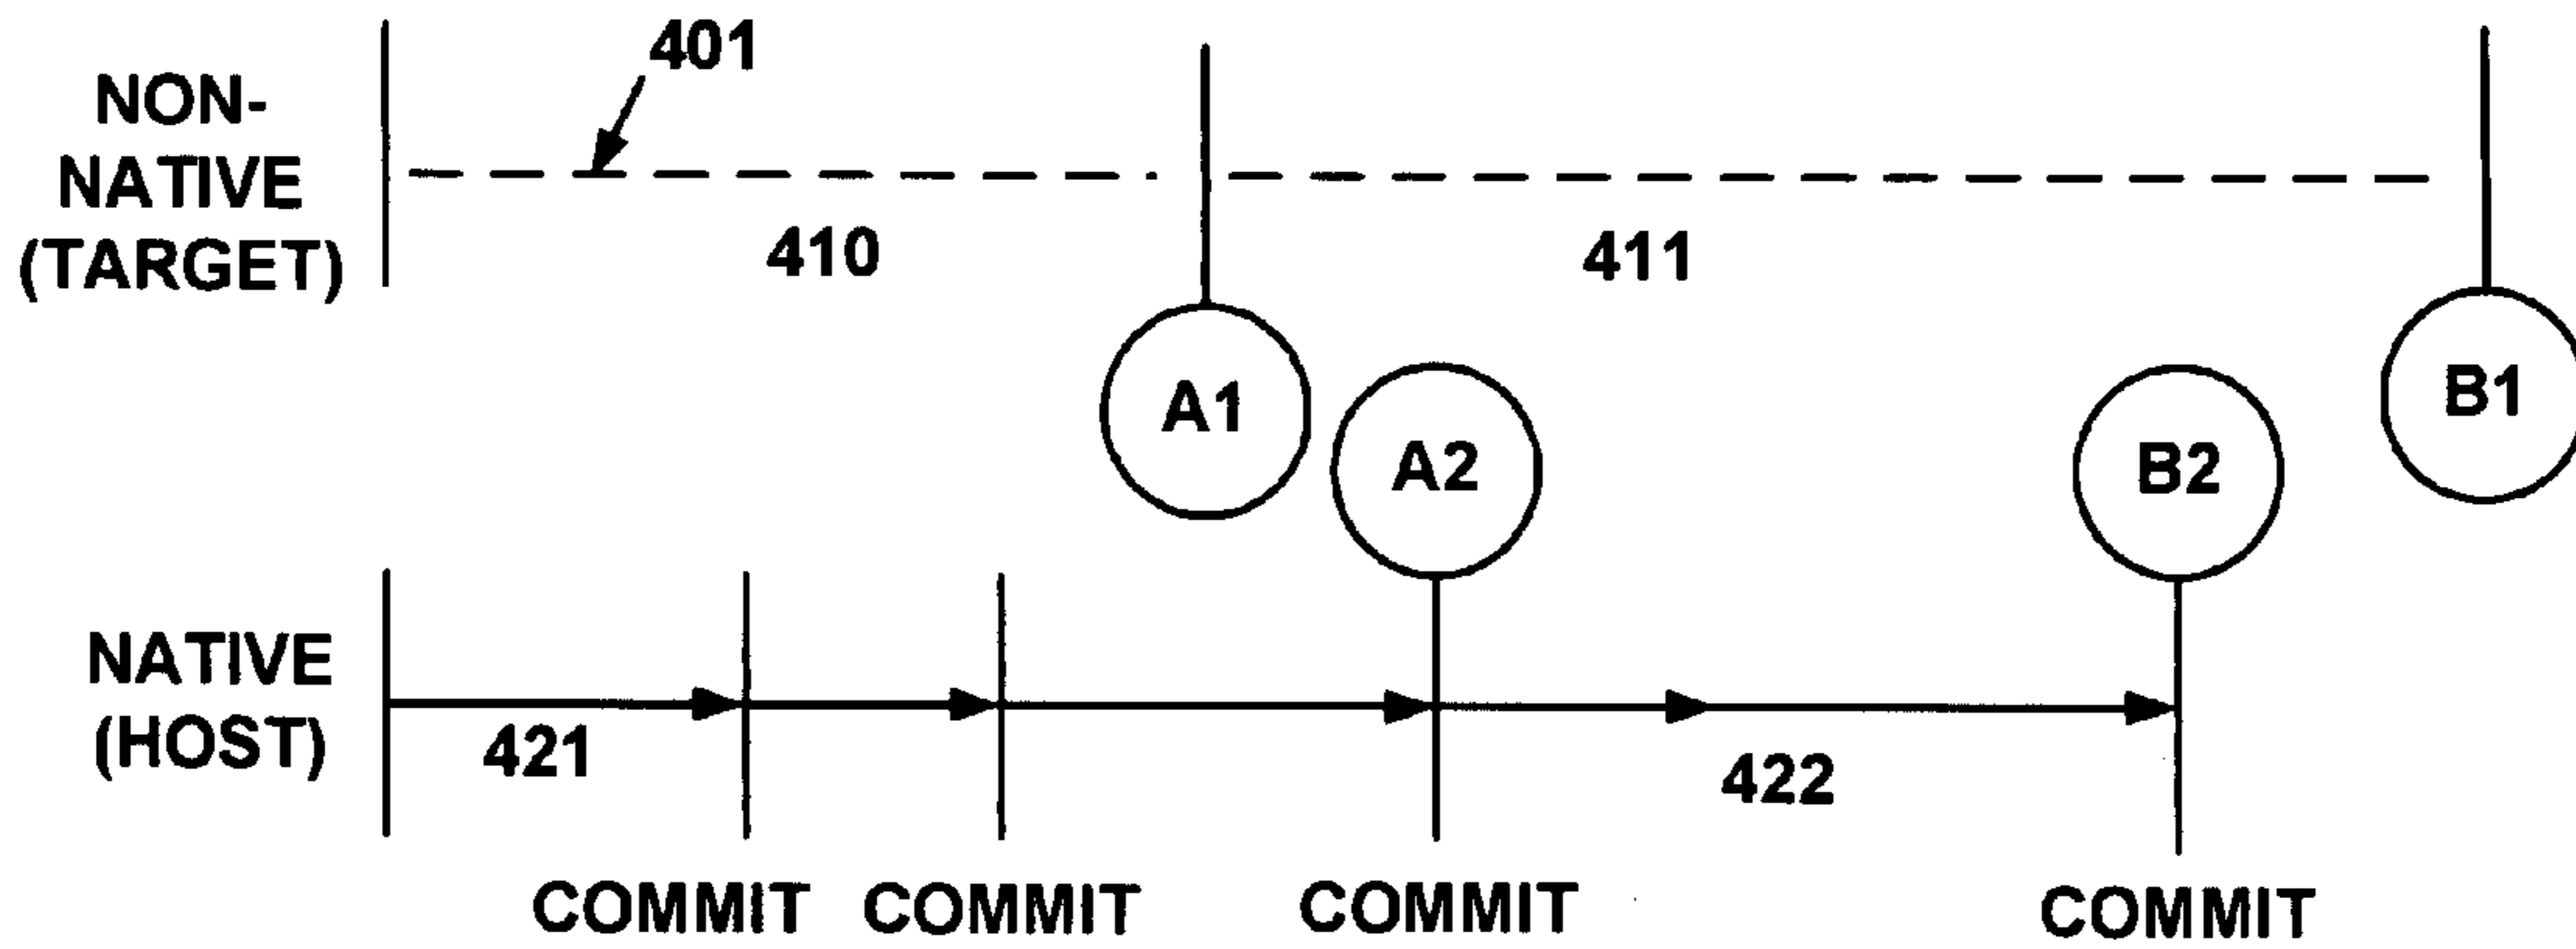 401
NON-
NATIVE
(TARGET)
410
411
A1
A2
B2
B1
NATIVE
(HOST)
421
422
COMMIT
COMMIT
COMMIT
COMMIT